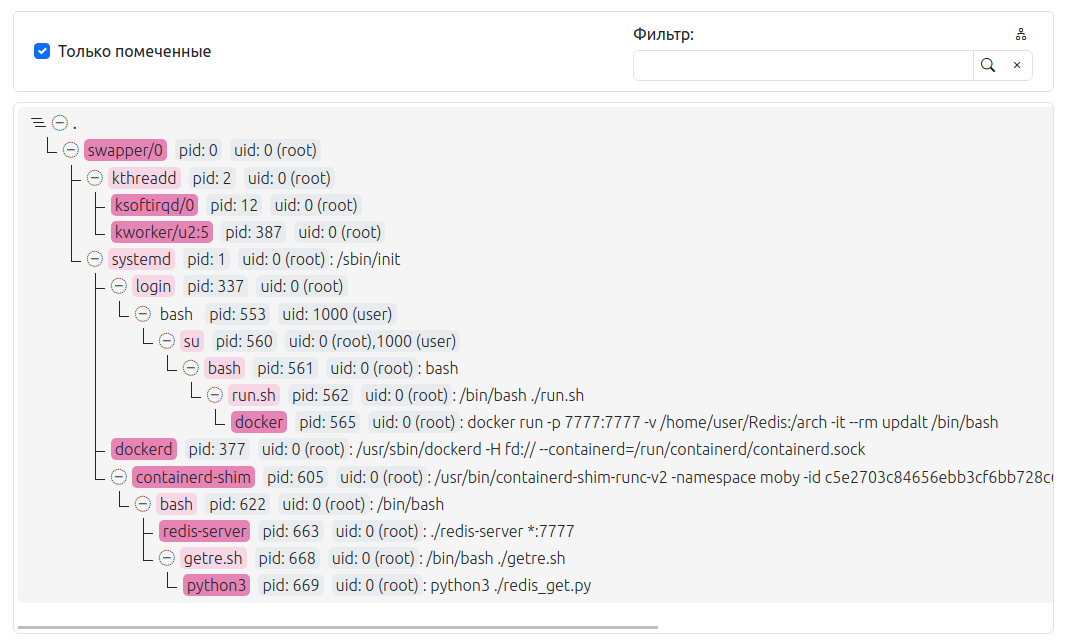 Только помеченные
Фильтр:
.
swapper/0 pid: 0 uid: 0 (root)
kthreadd pid: 2 uid: 0 (root)
ksoftirqd/0 pid: 12 uid: 0 (root)
kworker/u2:5 pid: 387 uid: 0 (root)
systemd pid: 1 uid: 0 (root) : /sbin/init
login pid: 337 uid: 0 (root)
bash pid: 553 uid: 1000 (user)
su pid: 560 uid: 0 (root),1000 (user)
bash pid: 561 uid: 0 (root) : bash
run.sh pid: 562 uid: 0 (root) : /bin/bash ./run.sh
docker pid: 565 uid: 0 (root) : docker run -p 7777:7777 -v /home/user/Redis:/arch -it --rm updalt /bin/bash
dockerd pid: 377 uid: 0 (root) : /usr/sbin/dockerd -H fd:// --containerd=/run/containerd/containerd.sock
containerd-shim pid: 605 uid: 0 (root) : /usr/bin/containerd-shim-runc-v2 -namespace moby -id c5e2703c84656ebb3cf6bb728c
bash pid: 622 uid: 0 (root) : /bin/bash
redis-server pid: 663 uid: 0 (root) : ./redis-server *:7777
getre.sh pid: 668 uid: 0 (root) : /bin/bash ./getre.sh
python3 pid: 669 uid: 0 (root) : python3 ./redis_get.py